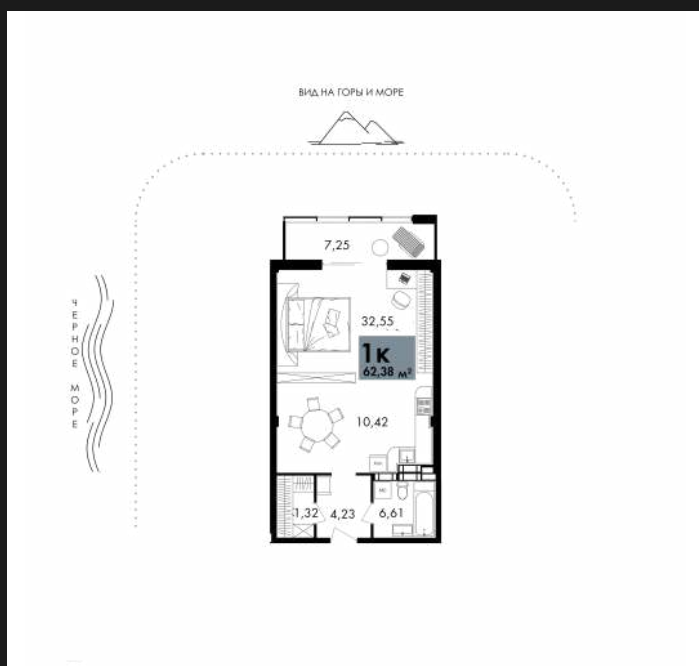 ВИД НА ГОРЫ И МОРЕ
7,25
32,55
1К
62,38 м²
ЧЕРНОЕ МОРЕ
10,42
1,32
4,23
6,61